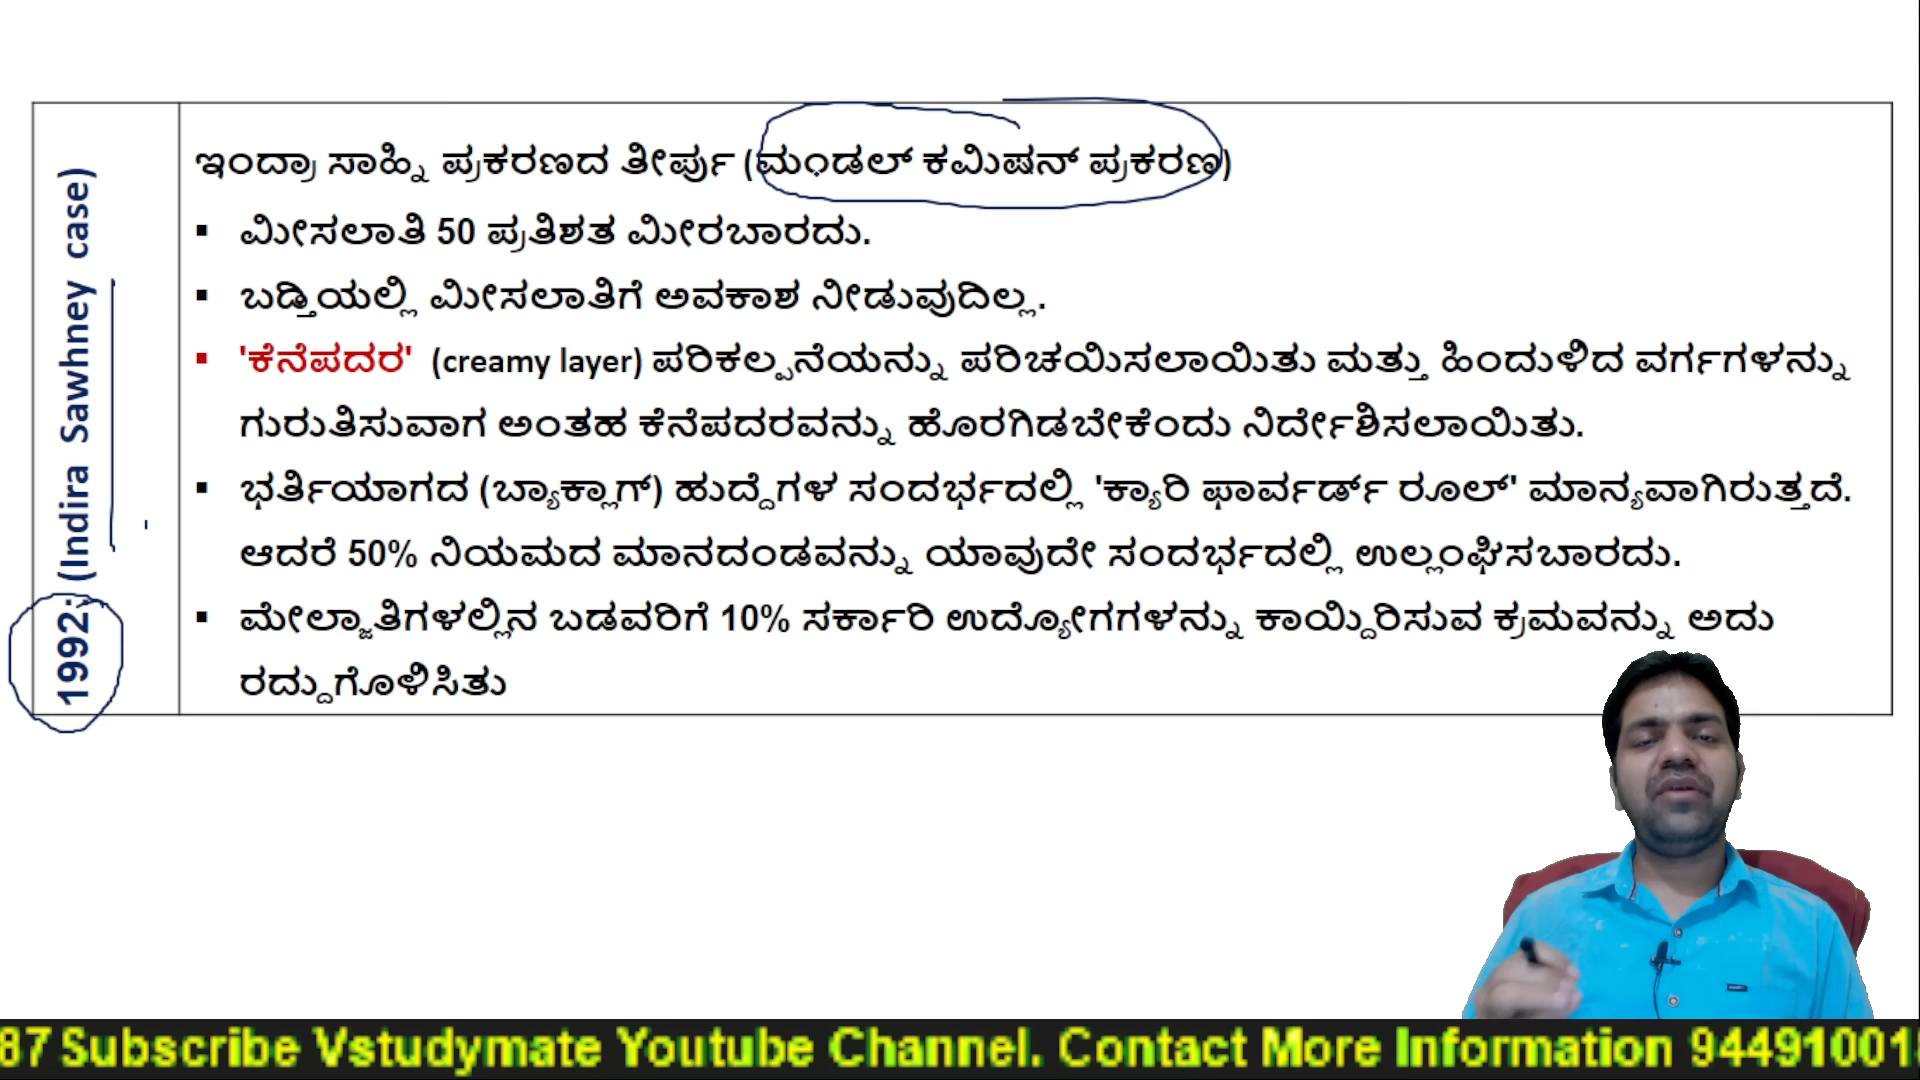 1992: (Indira Sawhney case)
ಇಂದ್ರಾ ಸಾಹ್ನಿ ಪ್ರಕರಣದ ತೀರ್ಪು (ಮಂಡಲ್ ಕಮಿಷನ್ ಪ್ರಕರಣ)
▪ ಮೀಸಲಾತಿ 50 ಪ್ರತಿಶತ ಮೀರಬಾರದು.
▪ ಬಡ್ತಿಯಲ್ಲಿ ಮೀಸಲಾತಿಗೆ ಅವಕಾಶ ನೀಡುವುದಿಲ್ಲ.
▪ 'ಕೆನೆಪದರ' (creamy layer) ಪರಿಕಲ್ಪನೆಯನ್ನು ಪರಿಚಯಿಸಲಾಯಿತು ಮತ್ತು ಹಿಂದುಳಿದ ವರ್ಗಗಳನ್ನು
ಗುರುತಿಸುವಾಗ ಅಂತಹ ಕೆನೆಪದರವನ್ನು ಹೊರಗಿಡಬೇಕೆಂದು ನಿರ್ದೇಶಿಸಲಾಯಿತು.
▪ ಭರ್ತಿಯಾಗದ (ಬ್ಯಾಕ್ಲಾಗ್) ಹುದ್ದೆಗಳ ಸಂದರ್ಭದಲ್ಲಿ 'ಕ್ಯಾರಿ ಫಾರ್ವರ್ಡ್ ರೂಲ್' ಮಾನ್ಯವಾಗಿರುತ್ತದೆ.
ಆದರೆ 50% ನಿಯಮದ ಮಾನದಂಡವನ್ನು ಯಾವುದೇ ಸಂದರ್ಭದಲ್ಲಿ ಉಲ್ಲಂಘಿಸಬಾರದು.
▪ ಮೇಲ್ಜಾತಿಗಳಲ್ಲಿನ ಬಡವರಿಗೆ 10% ಸರ್ಕಾರಿ ಉದ್ಯೋಗಗಳನ್ನು ಕಾಯ್ದಿರಿಸುವ ಕ್ರಮವನ್ನು ಅದು
ರದ್ದುಗೊಳಿಸಿತು
87 Subscribe Vstudymate Youtube Channel. Contact More Information 94491001